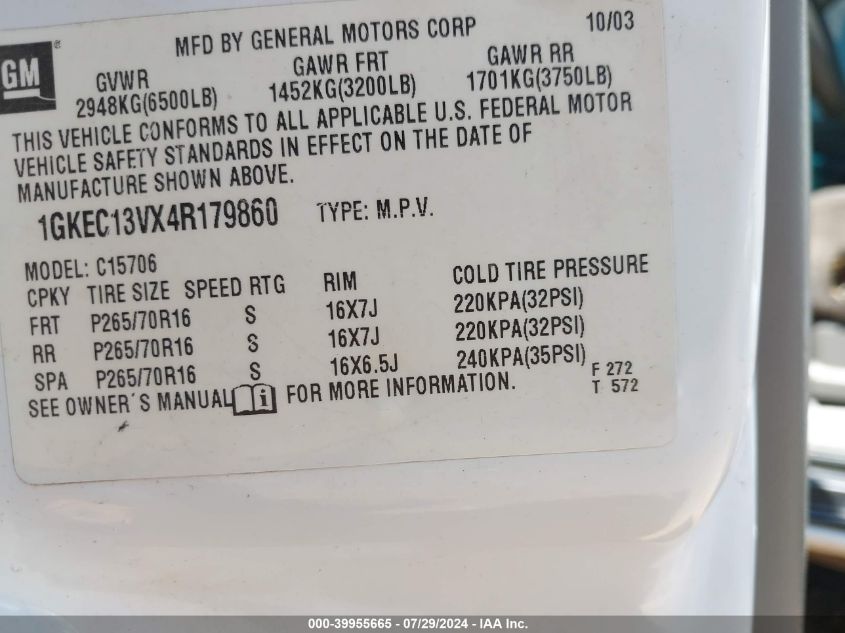 MFD BY GENERAL MOTORS CORP 10/03
GM®
GVWR GAWR FRT GAWR RR
2948KG(6500LB) 1452KG(3200LB) 1701KG(3750LB)
THIS VEHICLE CONFORMS TO ALL APPLICABLE U.S. FEDERAL MOTOR
VEHICLE SAFETY STANDARDS IN EFFECT ON THE DATE OF
MANUFACTURE SHOWN ABOVE.
1GKEC13VX4R179860 TYPE: M.P.V.
MODEL: C15706
CPKY TIRE SIZE SPEED RTG RIM COLD TIRE PRESSURE
FRT P265/70R16 S 16X7J 220KPA(32PSI)
RR P265/70R16 S 16X7J 220KPA(32PSI)
SPA P265/70R16 S 16X6.5J 240KPA(35PSI)
SEE OWNER'S MANUAL i FOR MORE INFORMATION.
F 272
T 572
000-39955665 - 07/29/2024 - IAA Inc.